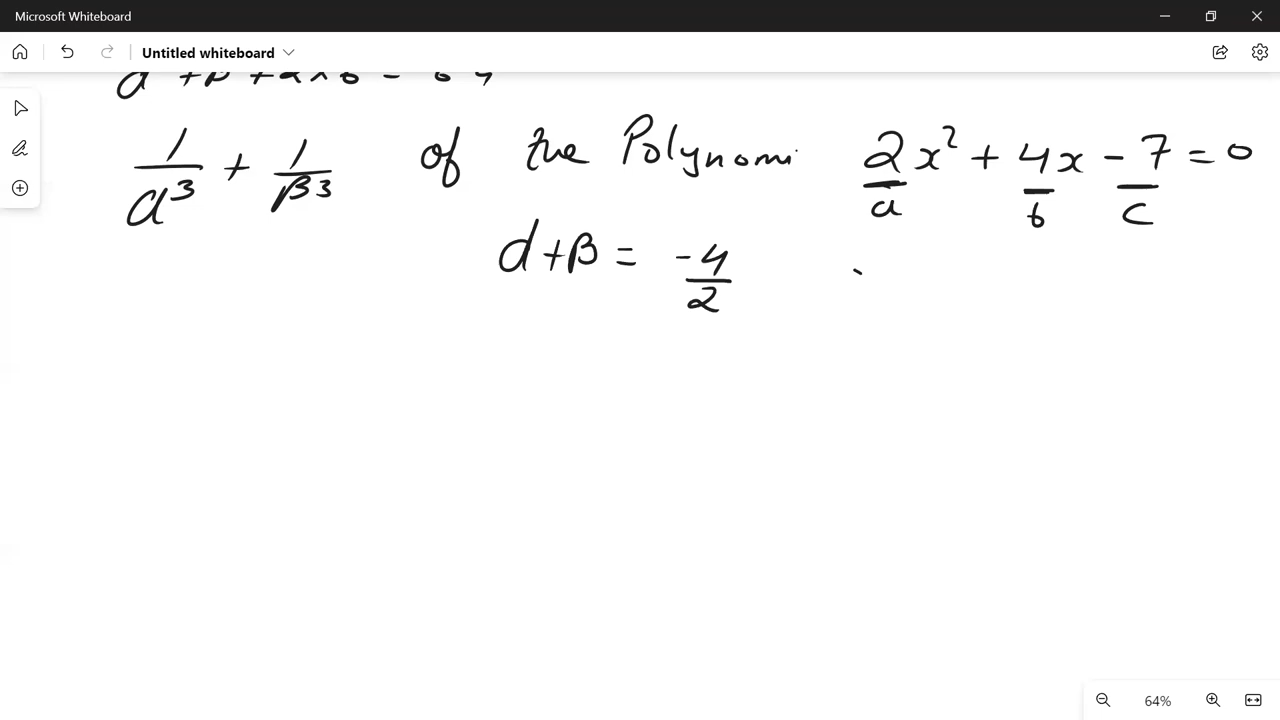 Microsoft Whiteboard
Untitled whiteboard
1/α³ + 1/β³ of the Polynomi 2x² + 4x - 7 = 0
a b c
α+β = -4/2
64%